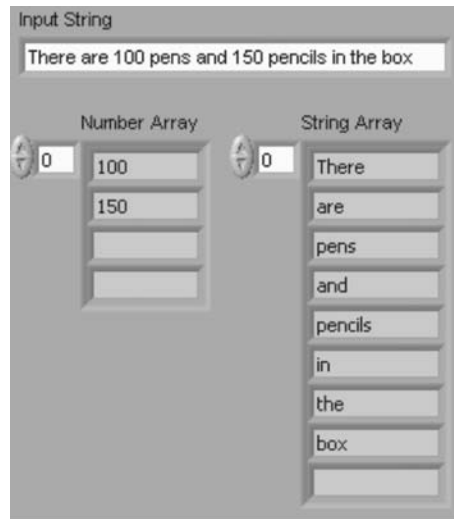 Input String
There are 100 pens and 150 pencils in the box
Number Array
String Array
0
100
150
0
There
are
pens
and
pencils
in
the
box